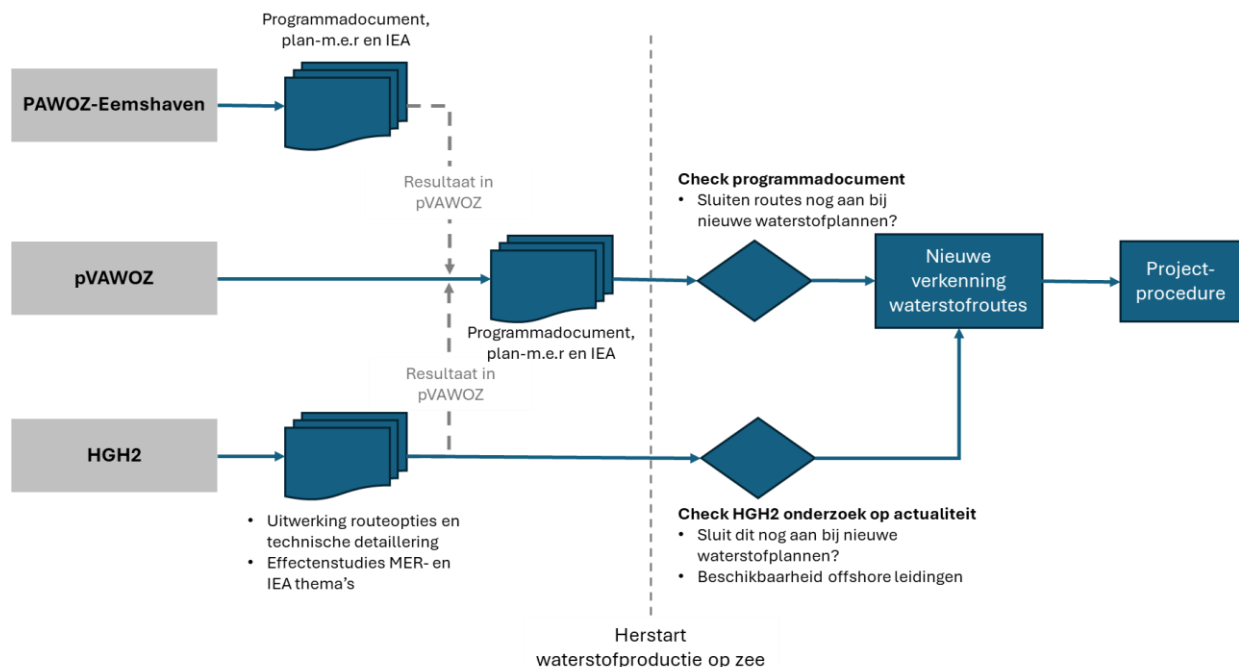 Programmadocument,
plan-m.e.r en IEA
PAWOZ-Eemshaven
Resultaat in
pVAWOZ
Check programmadocument
• Sluiten routes nog aan bij
nieuwe waterstofplannen?
pVAWOZ
Nieuwe
verkenning
waterstofroutes
Project-
procedure
Programmadocument,
plan-m.e.r en IEA
Resultaat in
pVAWOZ
HGH2
• Uitwerking routeopties en
technische detaillering
• Effectenstudies MER- en
IEA thema's
Check HGH2 onderzoek op actualiteit
• Sluit dit nog aan bij nieuwe
waterstofplannen?
• Beschikbaarheid offshore leidingen
Herstart
waterstofproductie op zee